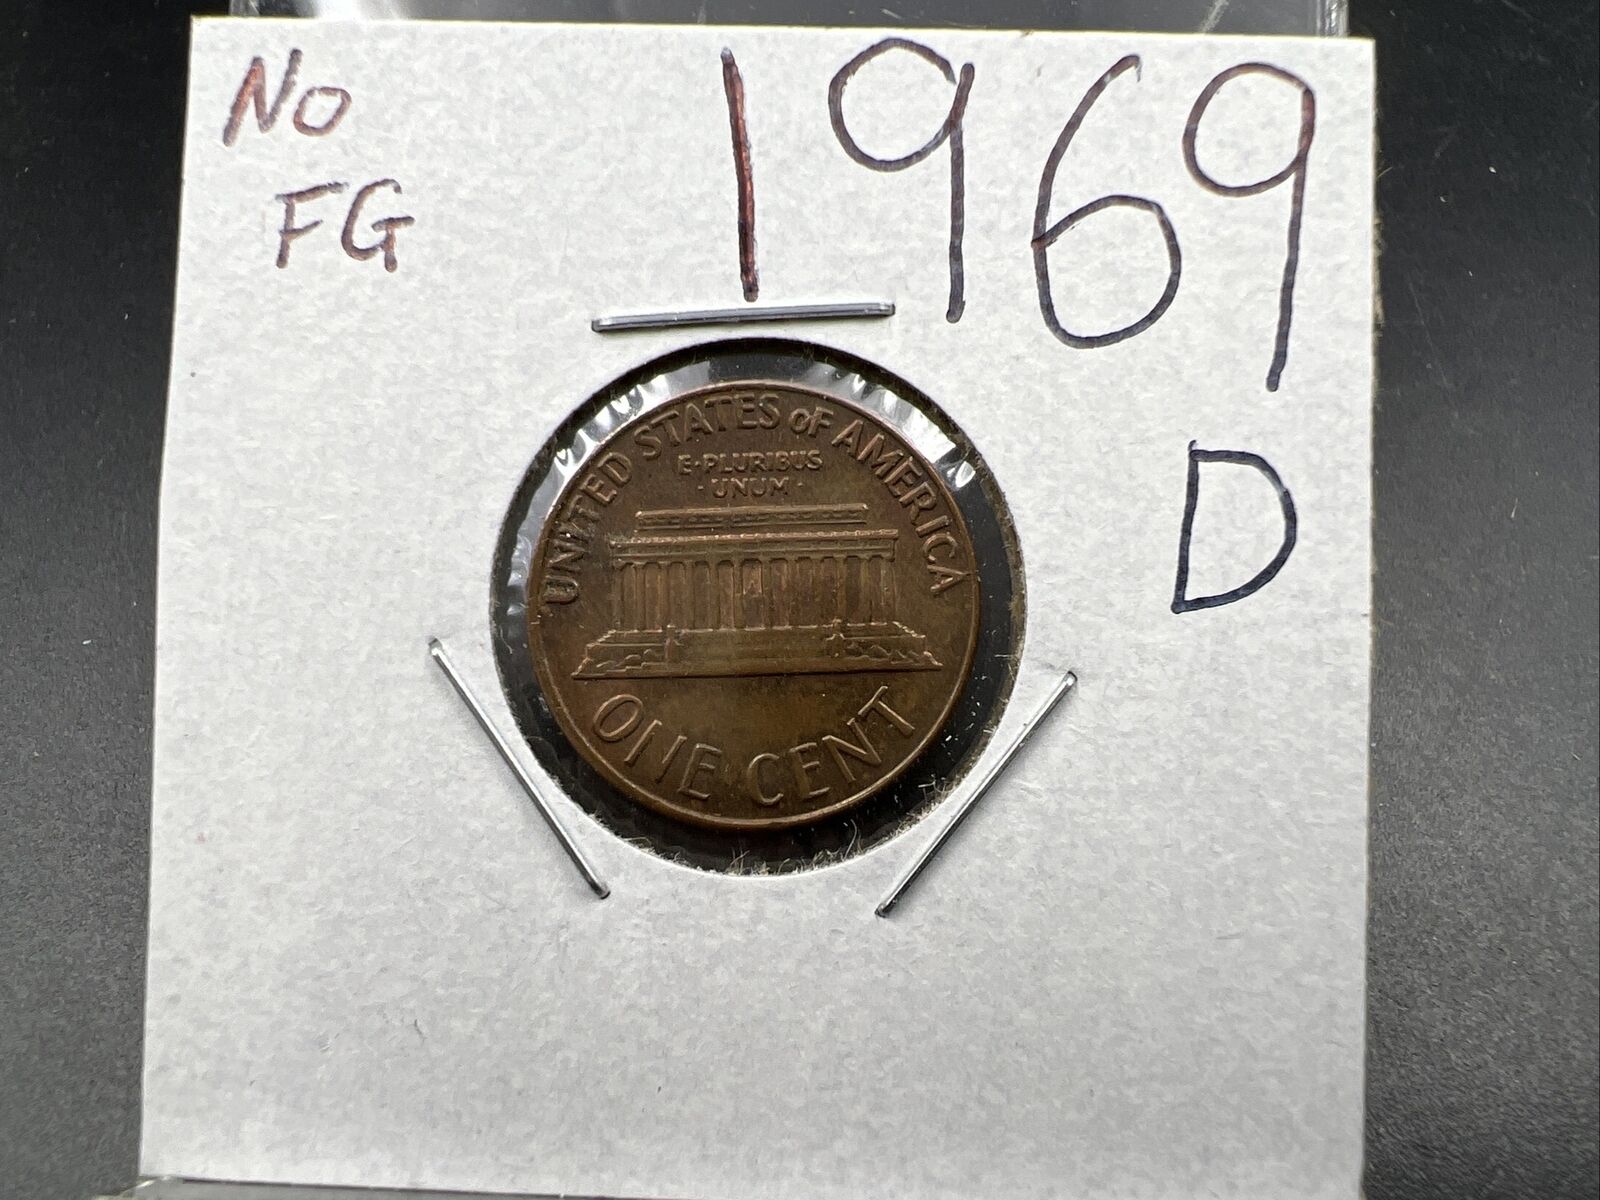 No
FG
1969
D
UNITED STATES OF AMERICA
E·PLURIBUS
·UNUM·
ONE CENT